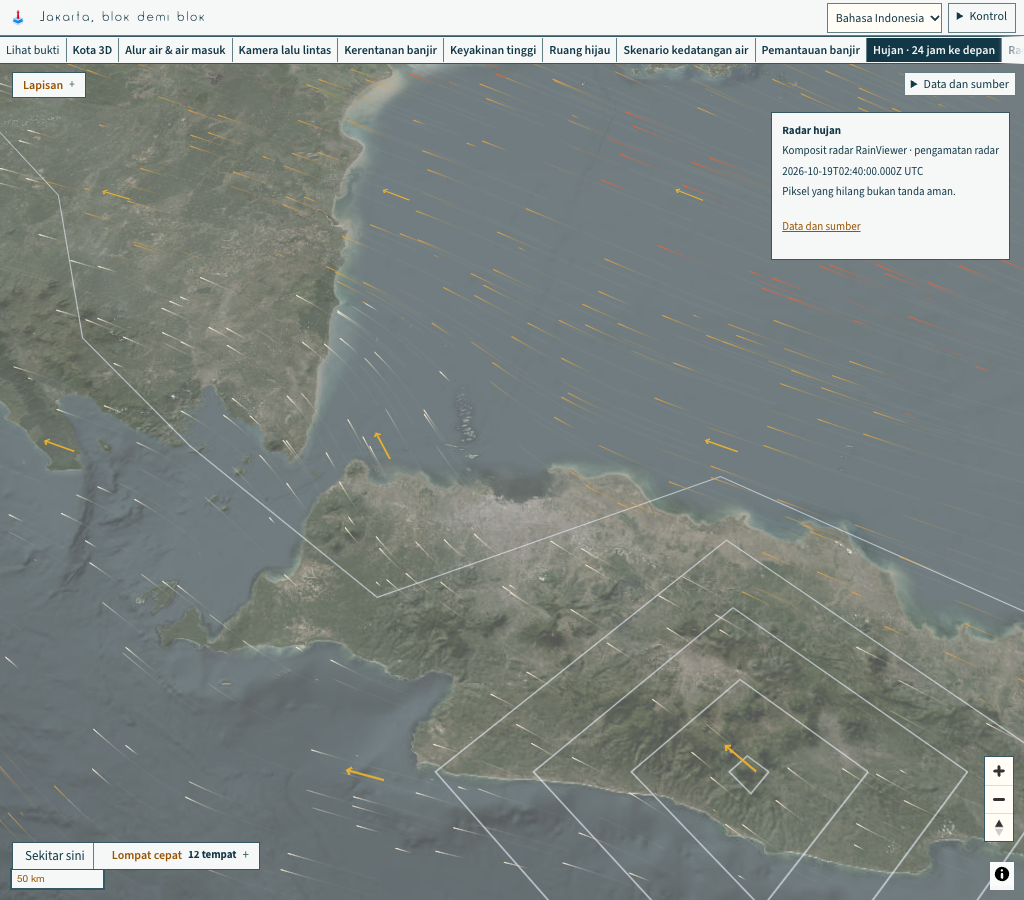 Jakarta, blok demi blok
Bahasa Indonesia
Kontrol
Lihat bukti
Kota 3D
Alur air & air masuk
Kamera lalu lintas
Kerentanan banjir
Keyakinan tinggi
Ruang hijau
Skenario kedatangan air
Pemantauan banjir
Hujan · 24 jam ke depan
Ra
Lapisan +
Data dan sumber
Radar hujan
Komposit radar RainViewer · pengamatan radar
2026-10-19T02:40:00.000Z UTC
Piksel yang hilang bukan tanda aman.
Data dan sumber
Sekitar sini
Lompat cepat 12 tempat +
50 km